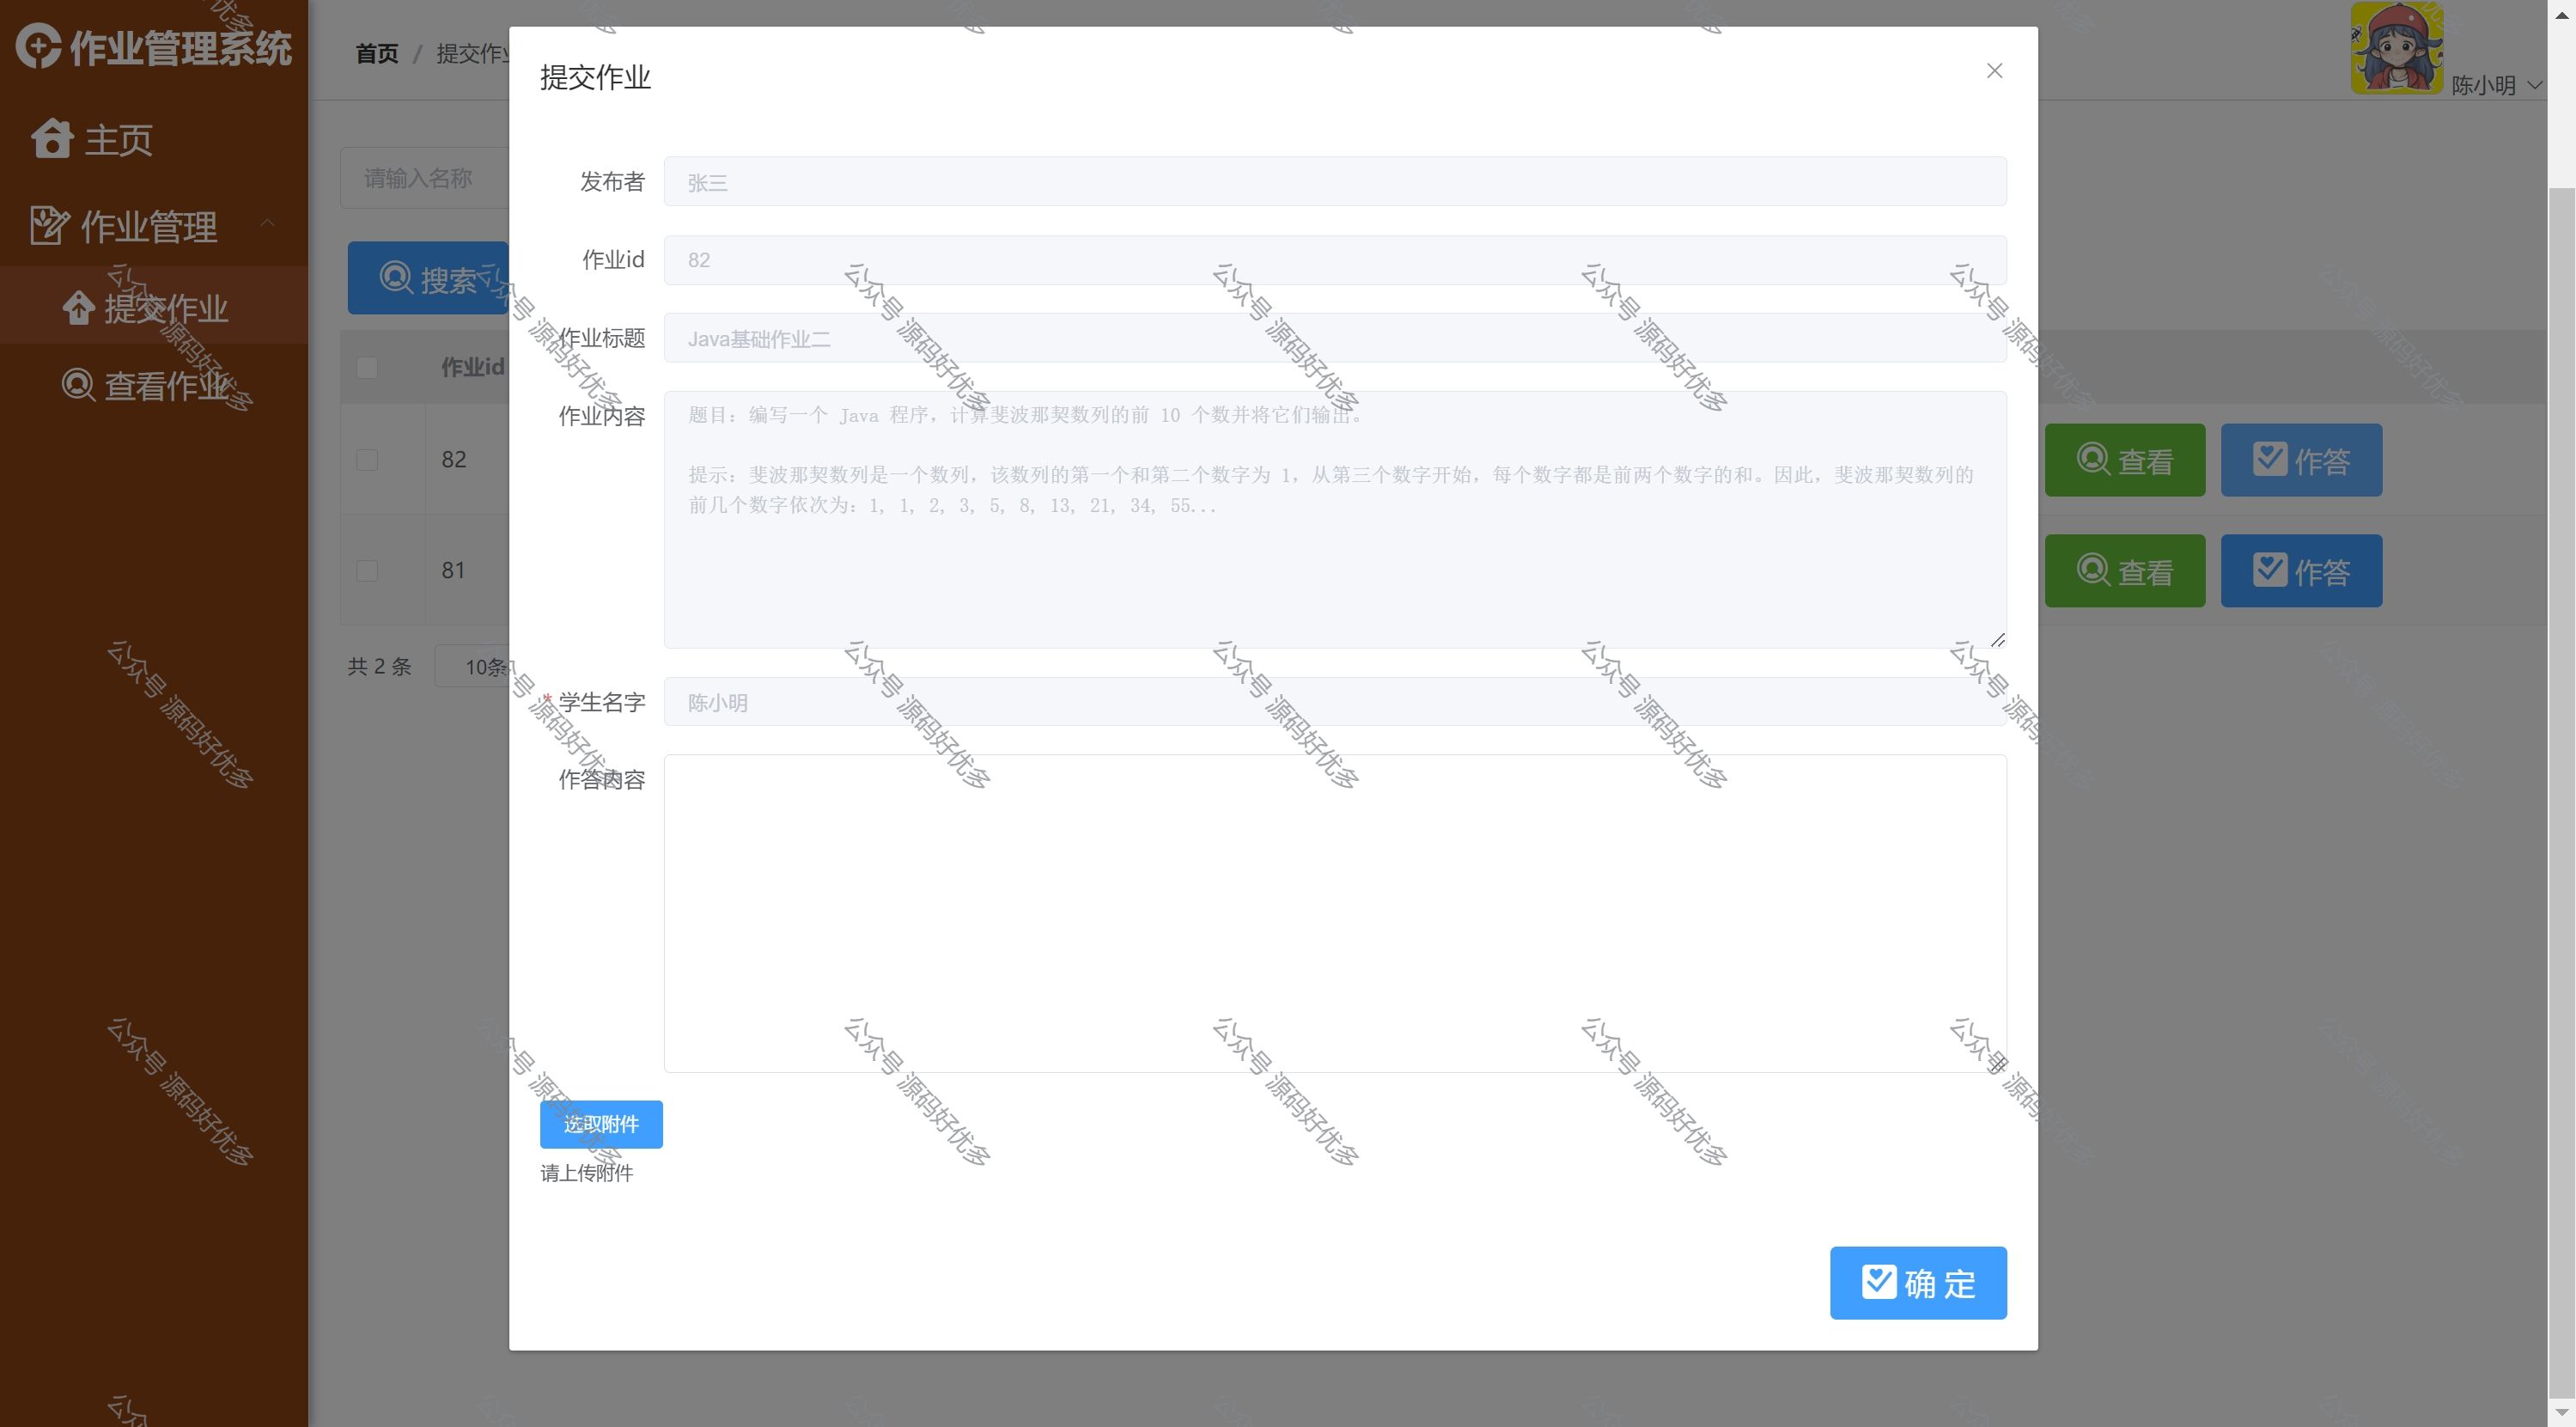 作业管理系统
主页
作业管理
提交作业
查看作业
首页 / 提交作业
陈小明
请输入名称
搜索
作业id
82
查看
作答
81
查看
作答
共 2 条
10条
提交作业
发布者
张三
作业id
82
作业标题
Java基础作业二
作业内容
题目：编写一个 Java 程序，计算斐波那契数列的前 10 个数并将它们输出。
提示：斐波那契数列是一个数列，该数列的第一个和第二个数字为 1，从第三个数字开始，每个数字都是前两个数字的和。因此，斐波那契数列的
前几个数字依次为：1, 1, 2, 3, 5, 8, 13, 21, 34, 55...
* 学生名字
陈小明
作答内容
选取附件
请上传附件
确 定
公众号 源码好优多